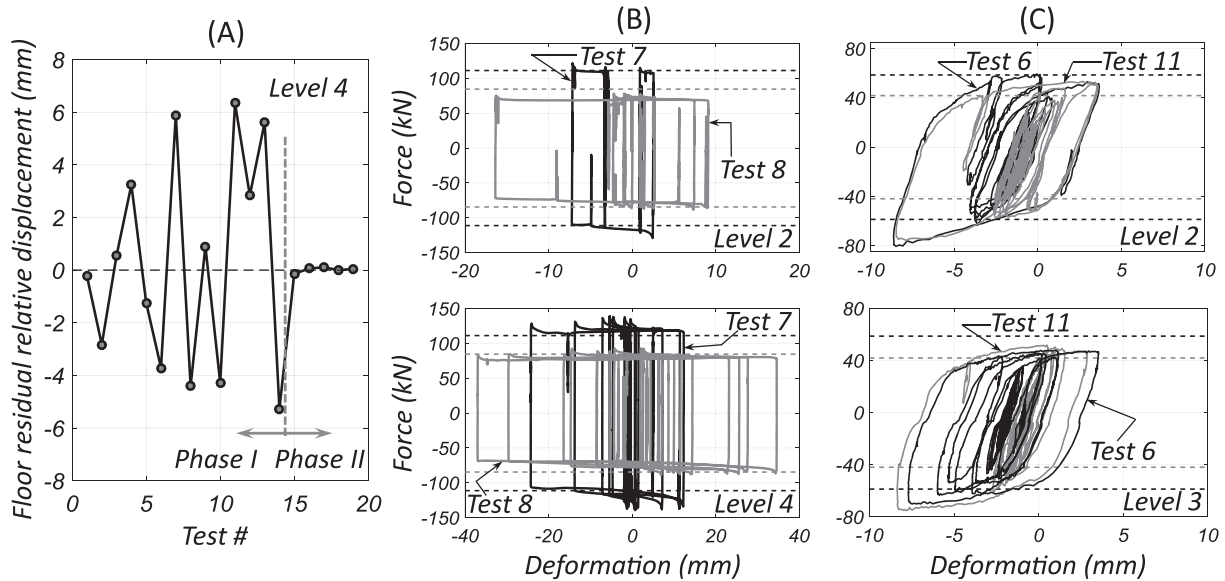 (A)
Floor residual relative displacement (mm)
8
6
4
2
0
-2
-4
-6
-8
Level 4
Phase I
Phase II
0 5 10 15 20
Test #
(B)
Force (kN)
150
100
50
0
-50
-100
-150
Test 7
Test 8
Level 2
-20 -10 0 10 20
Force (kN)
150
100
50
0
-50
-100
-150
Test 7
Test 8
Level 4
-40 -20 0 20 40
Deformation (mm)
(C)
80
40
0
-40
-80
Test 6
Test 11
Level 2
-10 -5 0 5 10
80
40
0
-40
-80
Test 11
Test 6
Level 3
-10 -5 0 5 10
Deformation (mm)